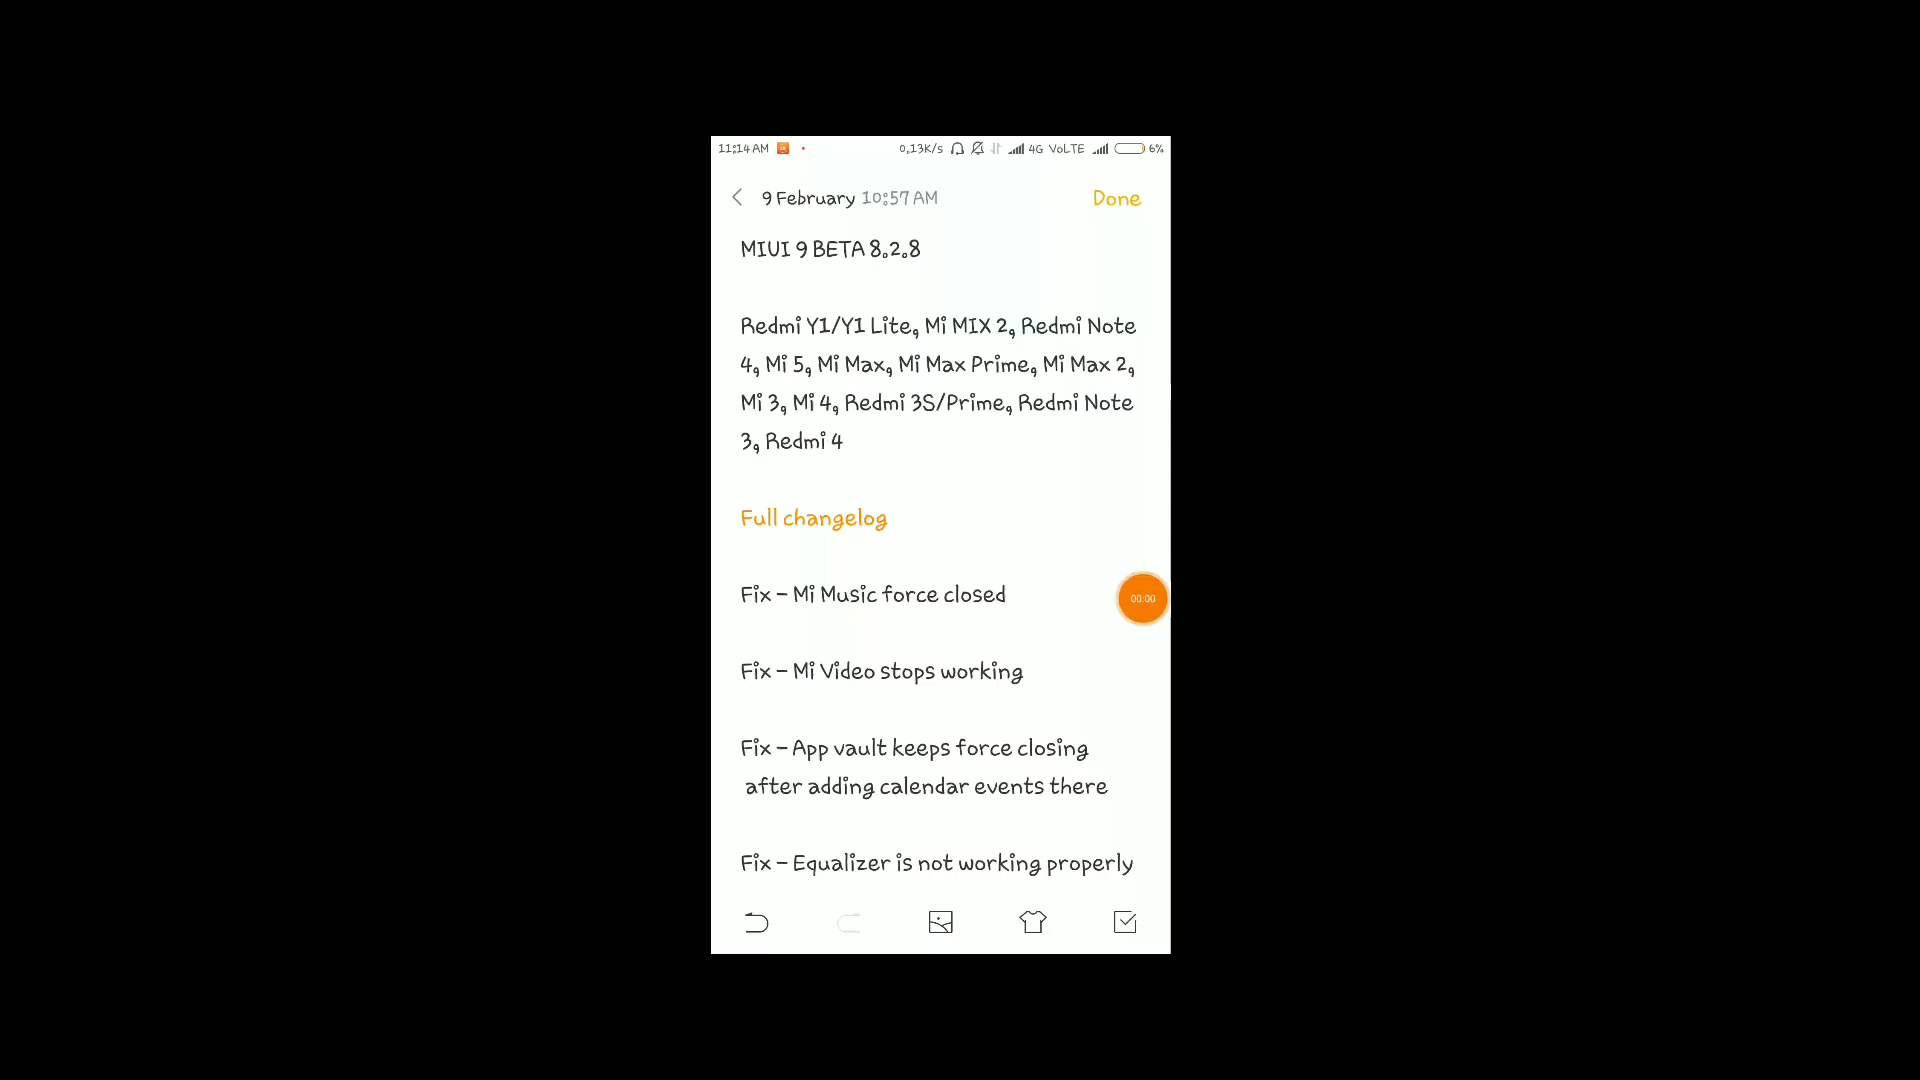 11:14 AM 0.13K/s 4G VoLTE 6%
9 February 10:57 AM Done
MIUI 9 BETA 8.2.8
Redmi Y1/Y1 Lite, Mi MIX 2, Redmi Note
4, Mi 5, Mi Max, Mi Max Prime, Mi Max 2,
Mi 3, Mi 4, Redmi 3S/Prime, Redmi Note
3, Redmi 4
Full changelog
Fix - Mi Music force closed
00:00
Fix - Mi Video stops working
Fix - App vault keeps force closing
after adding calendar events there
Fix - Equalizer is not working properly